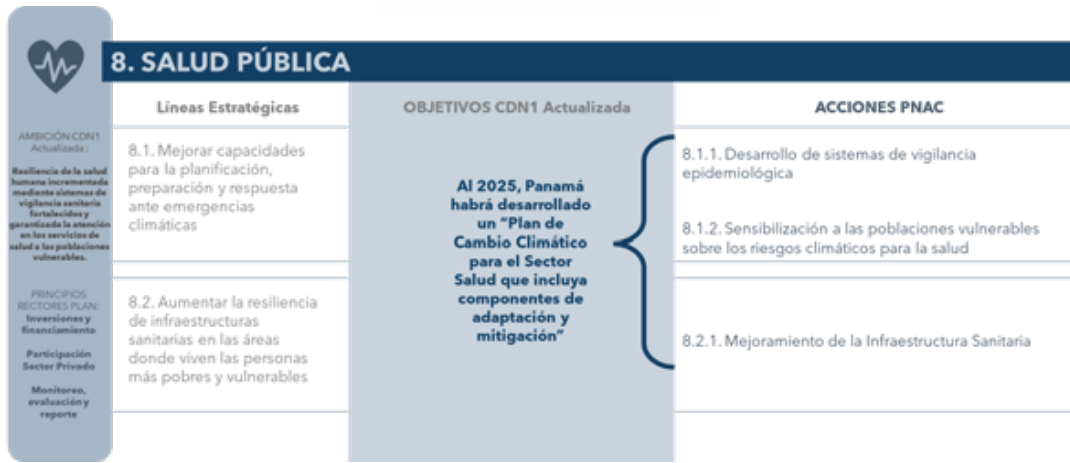 8. SALUD PÚBLICA
AMBICIÓN CDN1
Actualizada :
Resiliencia de la salud
humana incrementada
mediante sistemas de
vigilancia sanitaria
fortalecidos y
garantizada la atención
en los servicios de
salud a las poblaciones
vulnerables.
PRINCIPIOS
RECTORES PLAN:
Inversiones y
financiamiento
Participación
Sector Privado
Monitoreo,
evaluación y
reporte
Líneas Estratégicas
8.1. Mejorar capacidades
para la planificación,
preparación y respuesta
ante emergencias
climáticas
8.2. Aumentar la resiliencia
de infraestructuras
sanitarias en las áreas
donde viven las personas
más pobres y vulnerables
OBJETIVOS CDN1 Actualizada
Al 2025, Panamá
habrá desarrollado
un “Plan de
Cambio Climático
para el Sector
Salud que incluya
componentes de
adaptación y
mitigación”
ACCIONES PNAC
8.1.1. Desarrollo de sistemas de vigilancia
epidemiológica
8.1.2. Sensibilización a las poblaciones vulnerables
sobre los riesgos climáticos para la salud
8.2.1. Mejoramiento de la Infraestructura Sanitaria